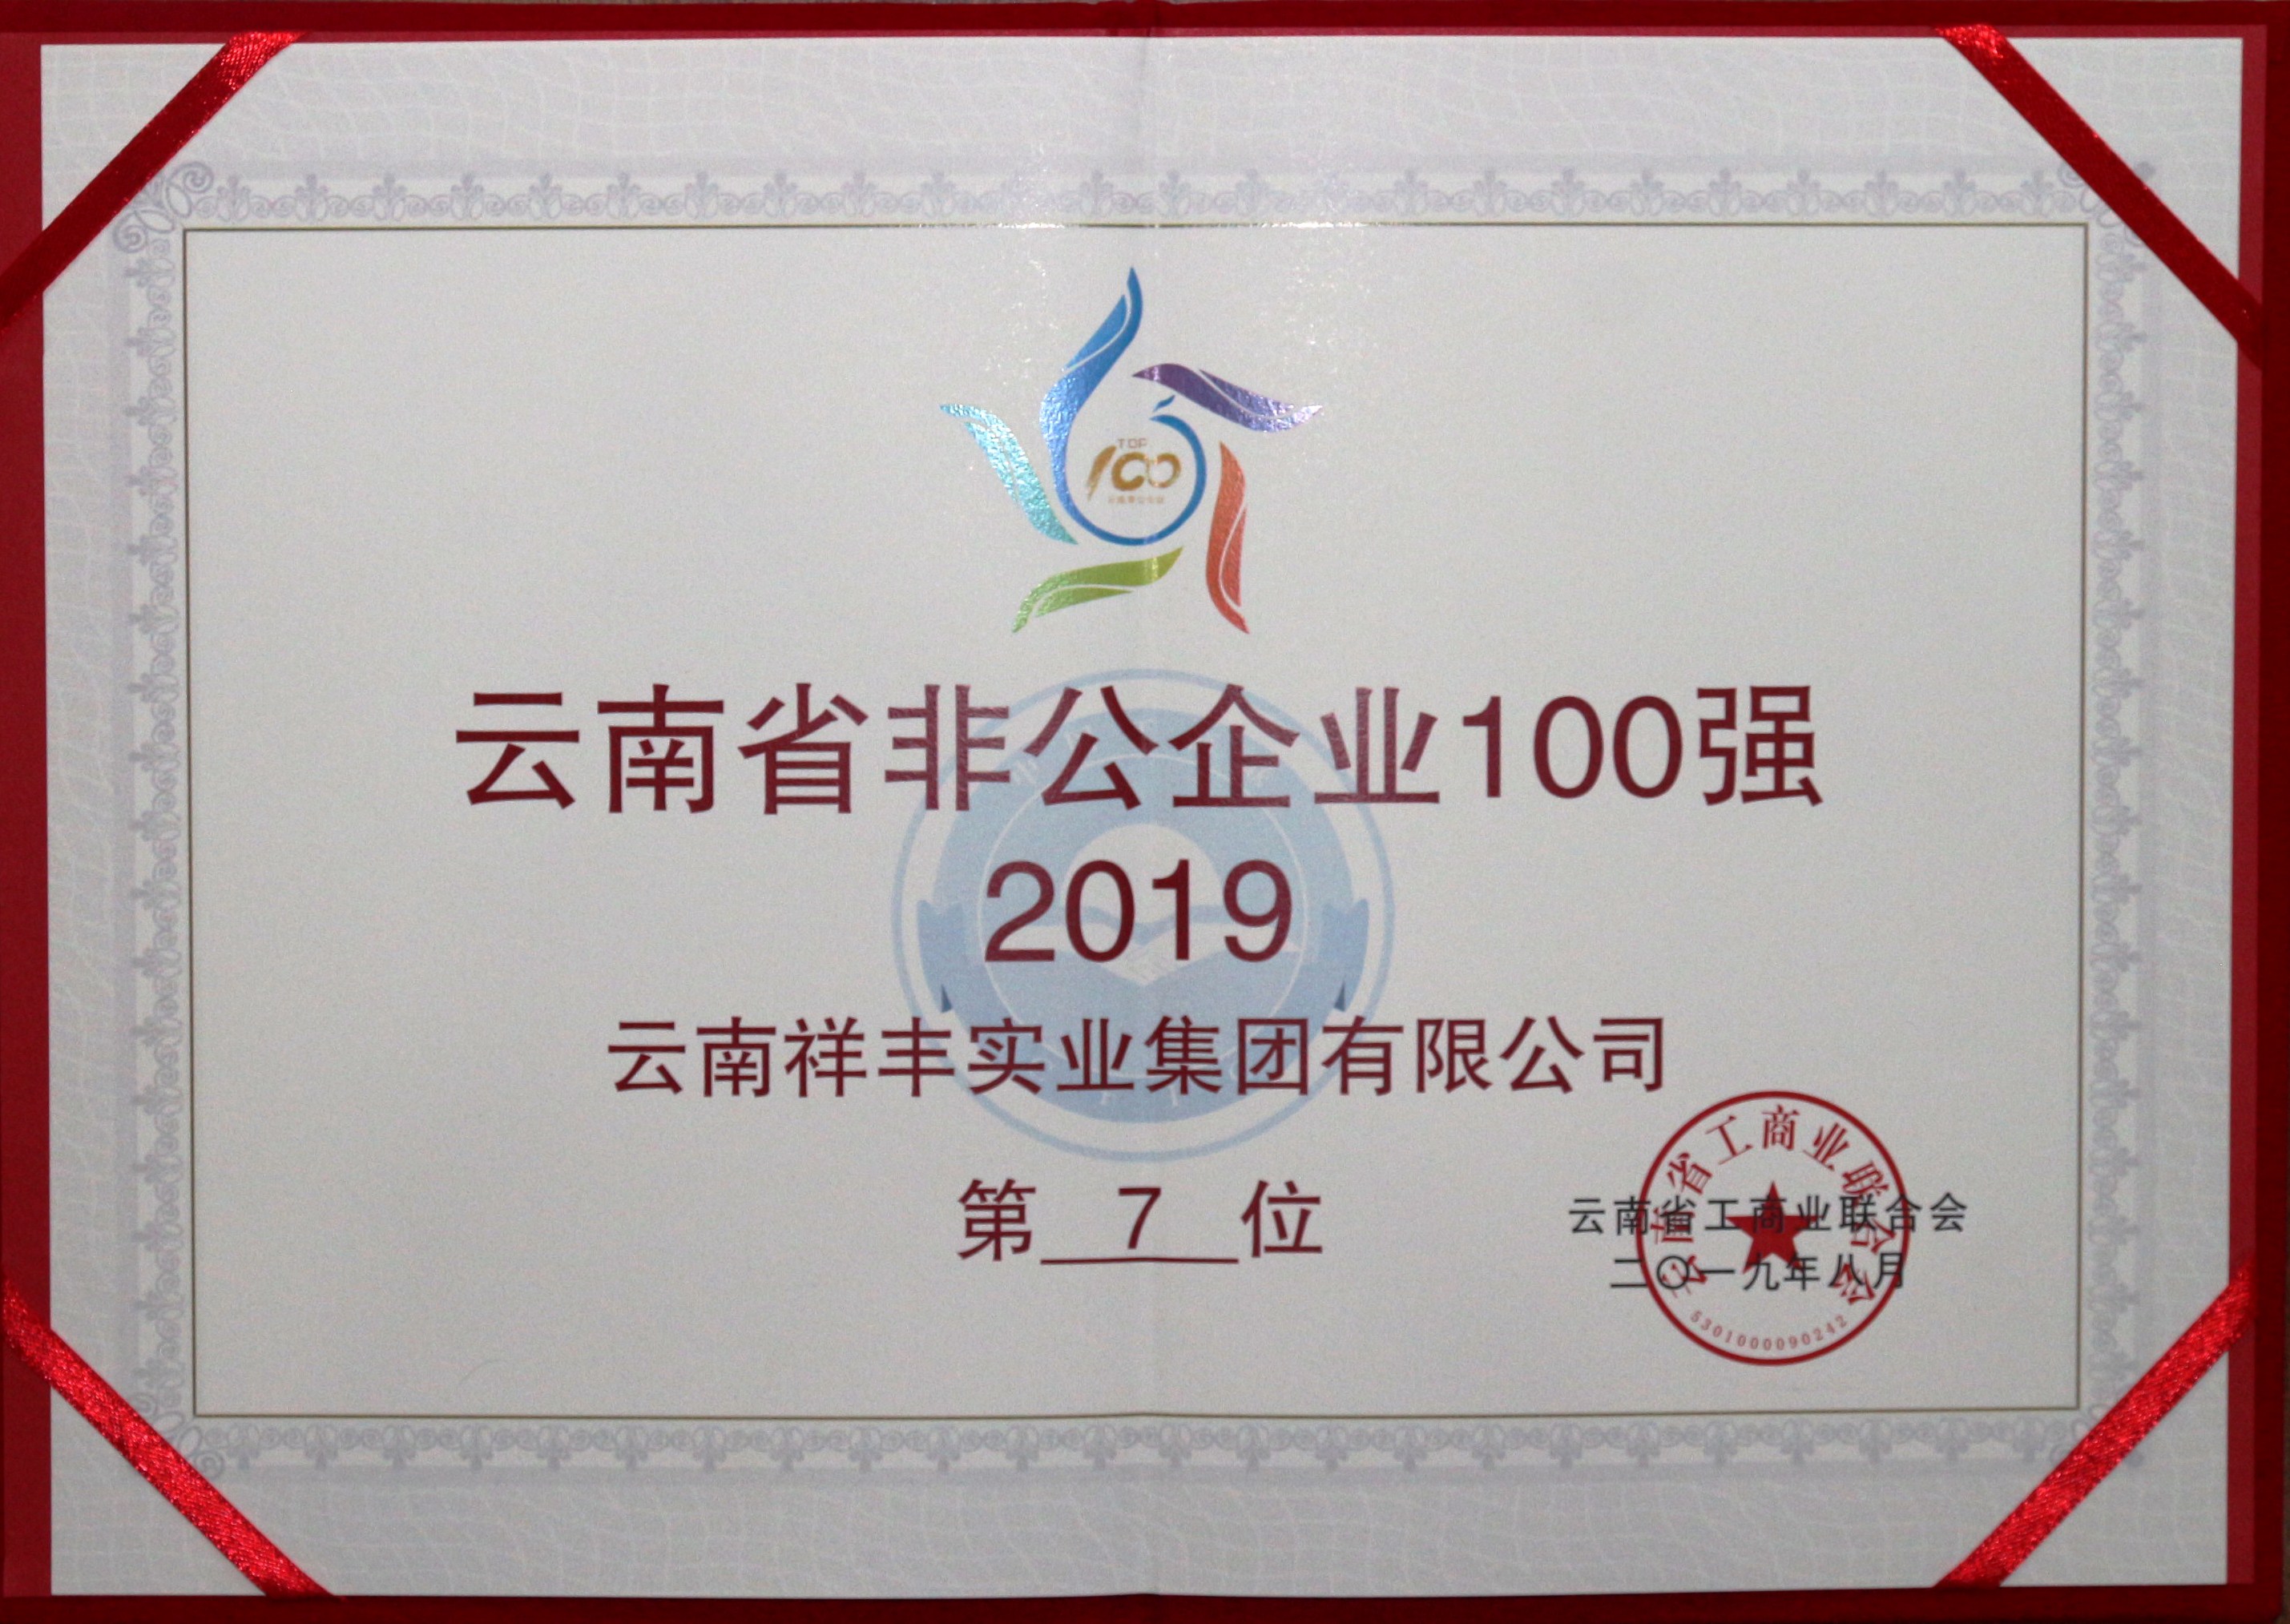 TOP
100
云南省非公企业100强
2019
云南祥丰实业集团有限公司
第 7 位
云南省工商业联合会
二〇一九年八月
云南省工商业联合会
5301000090242